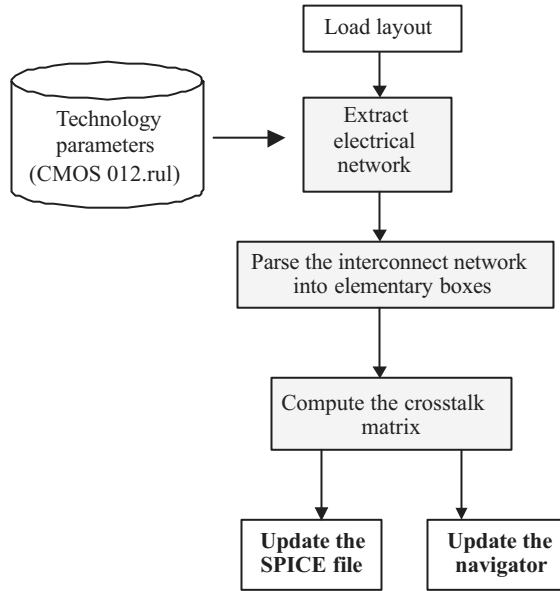 Load layout
Technology
parameters
(CMOS 012.rul)
Extract
electrical
network
Parse the interconnect network
into elementary boxes
Compute the crosstalk
matrix
Update the
SPICE file
Update the
navigator